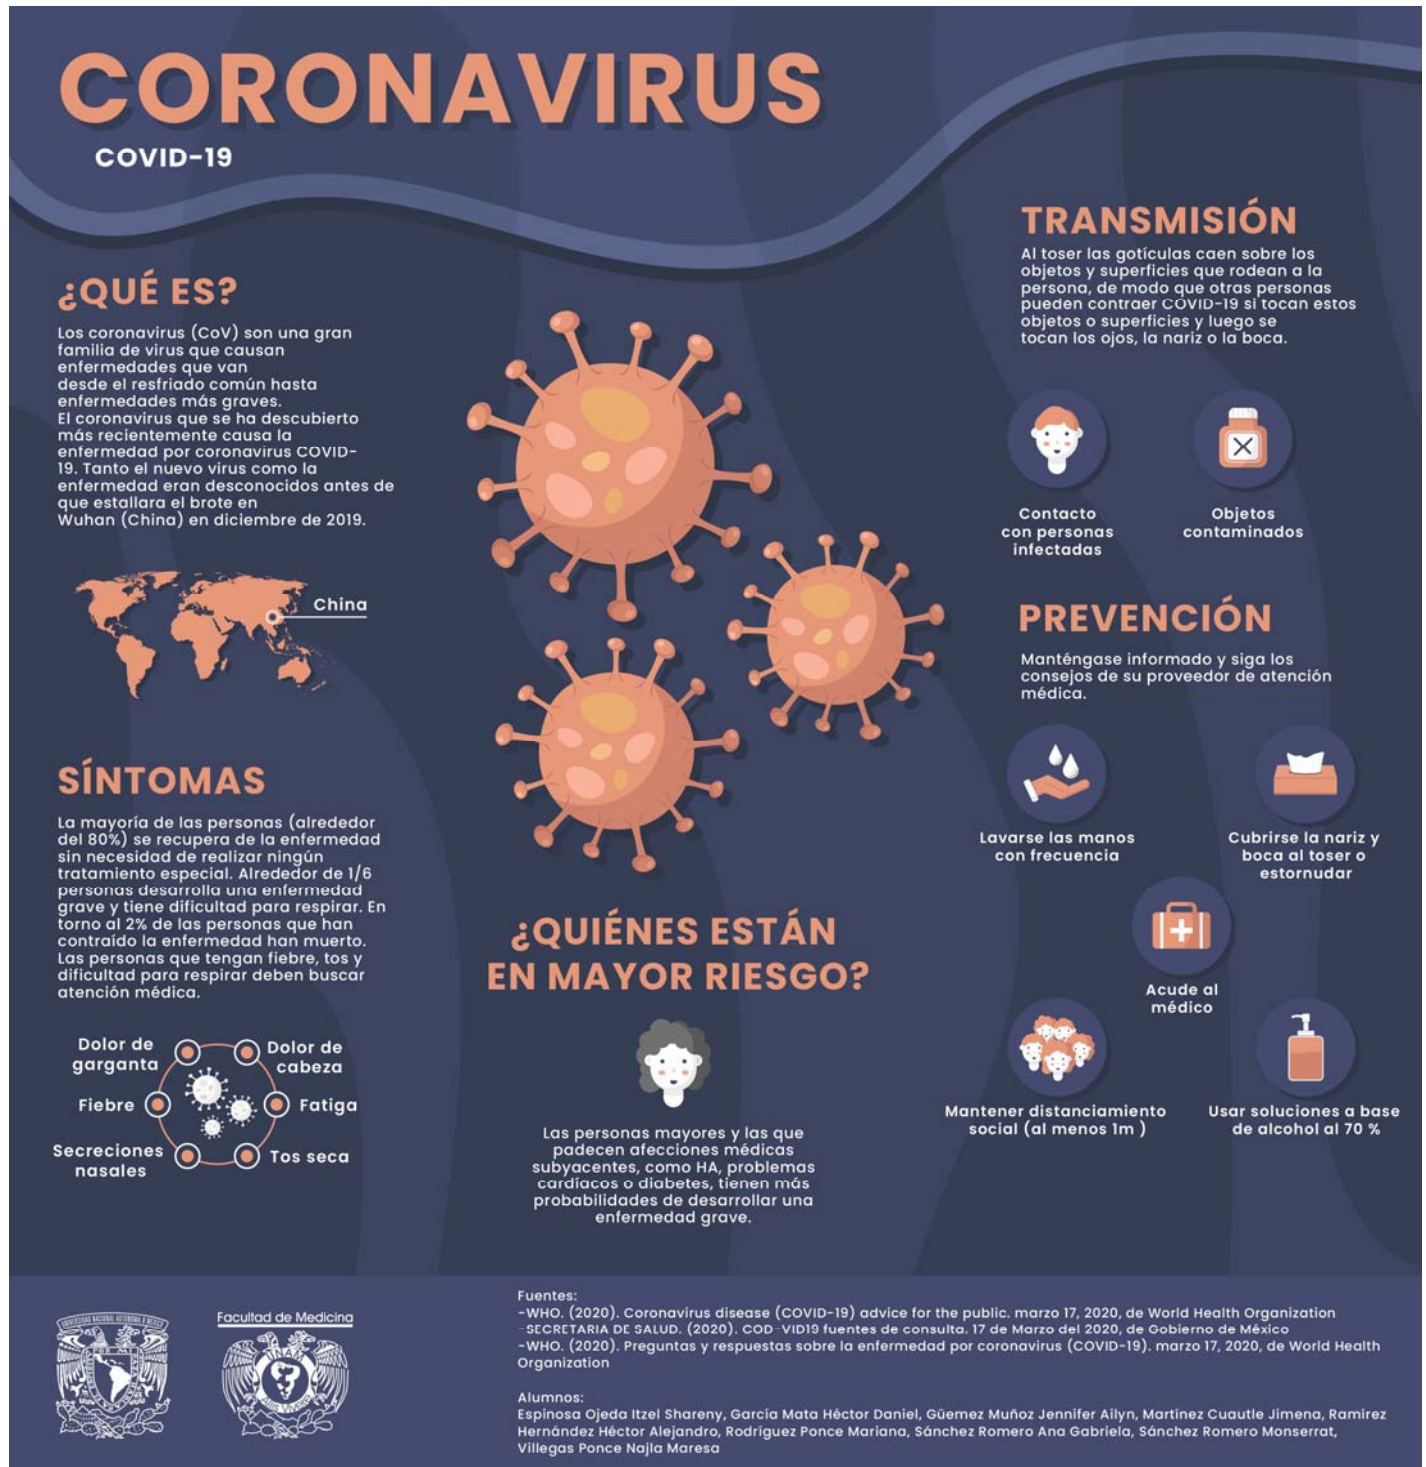 CORONAVIRUS
COVID-19
¿QUÉ ES?
Los coronavirus (CoV) son una gran
familia de virus que causan
enfermedades que van
desde el resfriado común hasta
enfermedades más graves.
El coronavirus que se ha descubierto
más recientemente causa la
enfermedad por coronavirus COVID-
19. Tanto el nuevo virus como la
enfermedad eran desconocidos antes de
que estallara el brote en
Wuhan (China) en diciembre de 2019.
China
SÍNTOMAS
La mayoría de las personas (alrededor
del 80%) se recupera de la enfermedad
sin necesidad de realizar ningún
tratamiento especial. Alrededor de 1/6
personas desarrolla una enfermedad
grave y tiene dificultad para respirar. En
torno al 2% de las personas que han
contraído la enfermedad han muerto.
Las personas que tengan fiebre, tos y
dificultad para respirar deben buscar
atención médica.
Dolor de
garganta
Dolor de
cabeza
Fiebre
Fatiga
Secreciones
nasales
Tos seca
¿QUIÉNES ESTÁN
EN MAYOR RIESGO?
Las personas mayores y las que
padecen afecciones médicas
subyacentes, como HA, problemas
cardíacos o diabetes, tienen más
probabilidades de desarrollar una
enfermedad grave.
TRANSMISIÓN
Al toser las gotículas caen sobre los
objetos y superficies que rodean a la
persona, de modo que otras personas
pueden contraer COVID-19 si tocan estos
objetos o superficies y luego se
tocan los ojos, la nariz o la boca.
Contacto
con personas
infectadas
Objetos
contaminados
PREVENCIÓN
Manténgase informado y siga los
consejos de su proveedor de atención
médica.
Lavarse las manos
con frecuencia
Cubrirse la nariz y
boca al toser o
estornudar
Acude al
médico
Mantener distanciamiento
social (al menos 1m )
Usar soluciones a base
de alcohol al 70 %
UNIVERSIDAD NACIONAL AUTONOMA D MEXICO
Facultad de Medicina
Fuentes:
-WHO. (2020). Coronavirus disease (COVID-19) advice for the public. marzo 17, 2020, de World Health Organization
-SECRETARIA DE SALUD. (2020). COD-VID19 fuentes de consulta. 17 de Marzo del 2020, de Gobierno de México
-WHO. (2020). Preguntas y respuestas sobre la enfermedad por coronavirus (COVID-19). marzo 17, 2020, de World Health
Organization
Alumnos:
Espinosa Ojeda Itzel Shareny, García Mata Héctor Daniel, Güemez Muñoz Jennifer Ailyn, Martínez Cuautle Jimena, Ramírez
Hernández Héctor Alejandro, Rodríguez Ponce Mariana, Sánchez Romero Ana Gabriela, Sánchez Romero Monserrat,
Villegas Ponce Najla Maresa